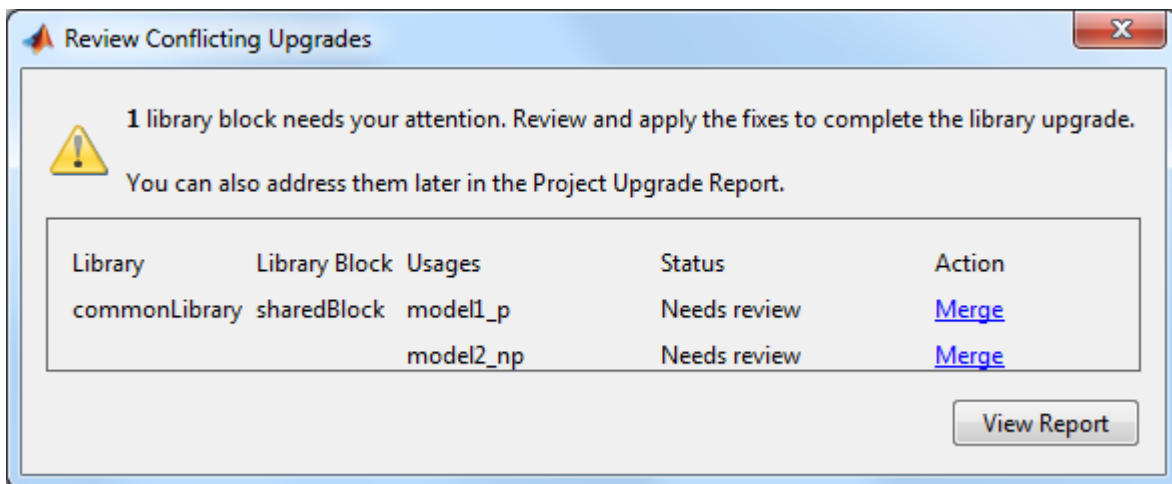 Review Conflicting Upgrades
1 library block needs your attention. Review and apply the fixes to complete the library upgrade.
You can also address them later in the Project Upgrade Report.
Library Library Block Usages Status Action
commonLibrary sharedBlock model1_p Needs review Merge
model2_np Needs review Merge
View Report